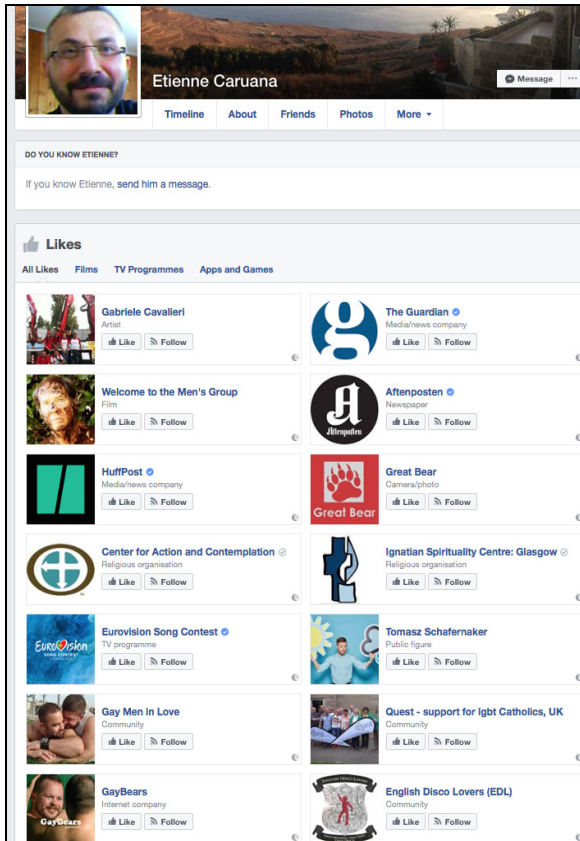 Etienne Caruana
Message
Timeline About Friends Photos More
DO YOU KNOW ETIENNE?
If you know Etienne, send him a message.
Likes
All Likes Films TV Programmes Apps and Games
Gabriele Cavalieri
Artist
Like Follow
The Guardian
Media/news company
Like Follow
Welcome to the Men's Group
Film
Like Follow
Aftenposten
Aftenposten
Newspaper
Like Follow
HuffPost
Media/news company
Like Follow
Great Bear
Great Bear
Camera/photo
Like Follow
Center for Action and Contemplation
Religious organisation
Like Follow
Ignatian Spirituality Centre: Glasgow
Religious organisation
Like Follow
EUROVISION
SONG CONTEST
Eurovision Song Contest
TV programme
Like Follow
Tomasz Schafernaker
Public figure
Like Follow
Gay Men in Love
Community
Like Follow
Quest
Quest - support for lgbt Catholics, UK
Community
Like Follow
GayBears
GayBears
Internet company
Like Follow
ENGLISH DISCO LOVERS
English Disco Lovers (EDL)
Community
Like Follow